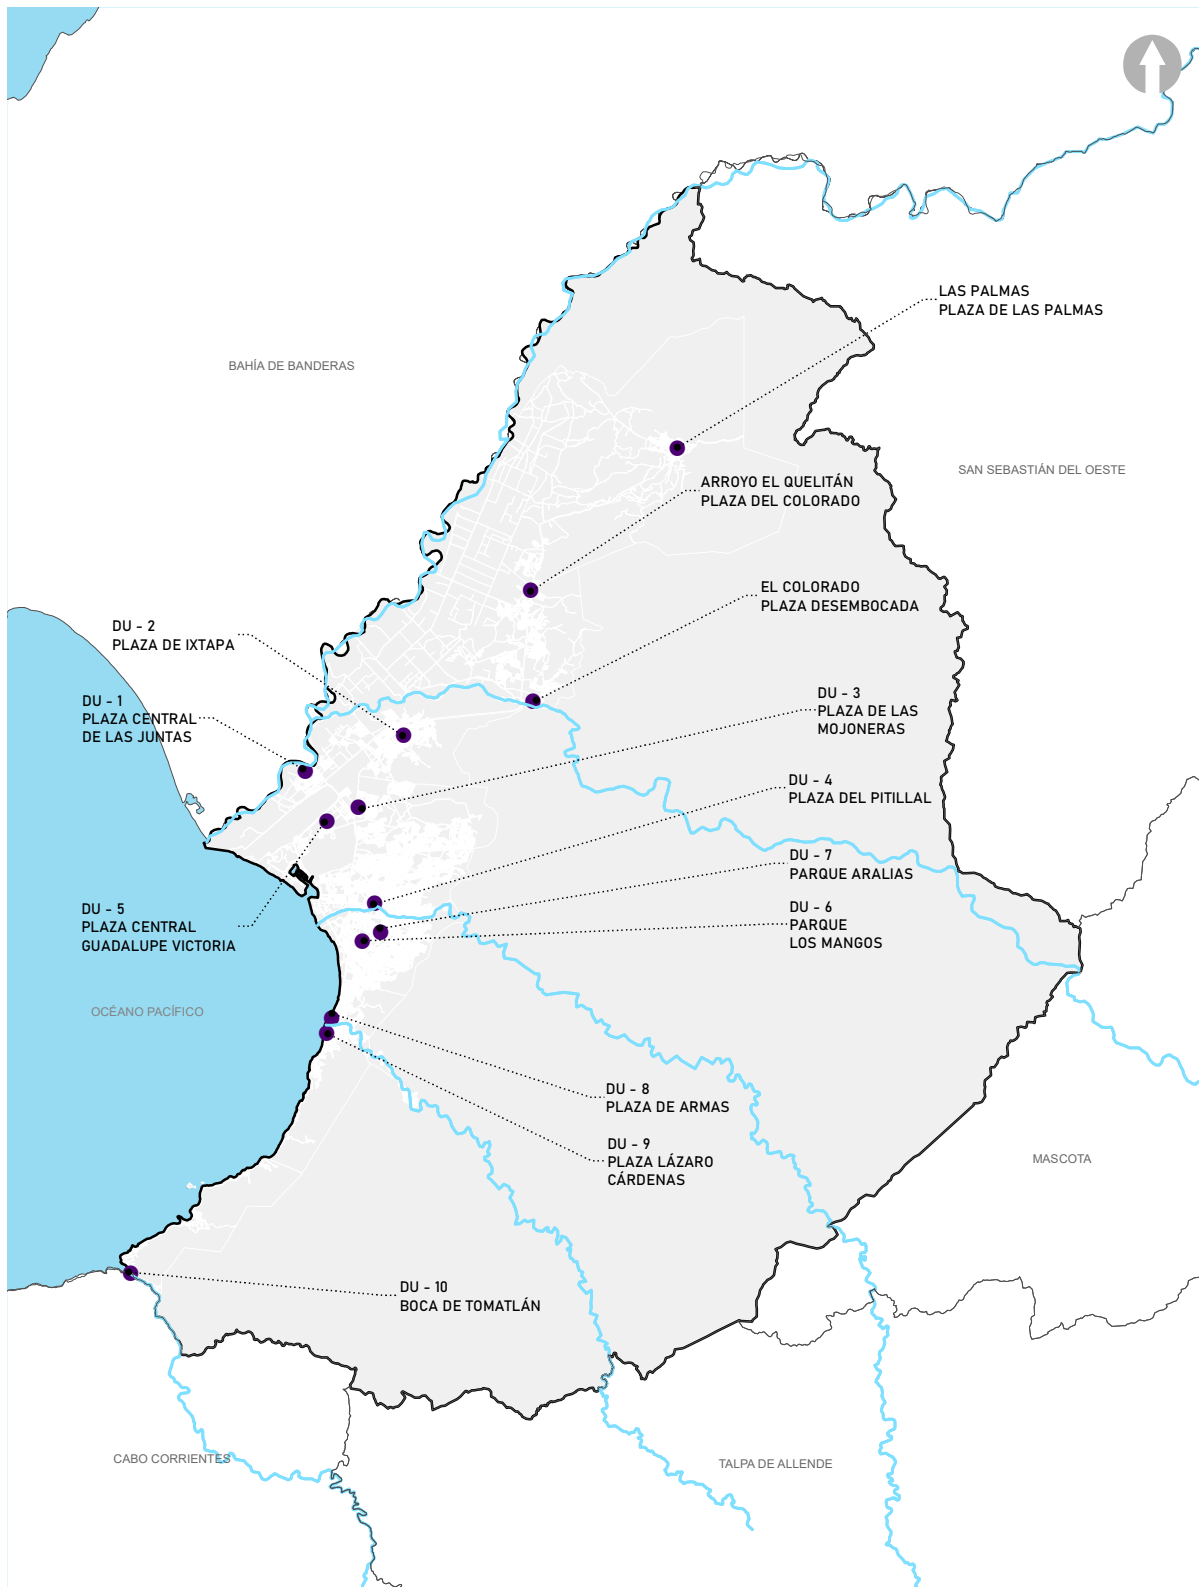 LAS PALMAS
PLAZA DE LAS PALMAS
BAHÍA DE BANDERAS
SAN SEBASTIÁN DEL OESTE
ARROYO EL QUELITÁN
PLAZA DEL COLORADO
EL COLORADO
PLAZA DESEMBOCADA
DU - 2
PLAZA DE IXTAPA
DU - 1
PLAZA CENTRAL
DE LAS JUNTAS
DU - 3
PLAZA DE LAS
MOJONERAS
DU - 4
PLAZA DEL PITILLAL
DU - 7
PARQUE ARALIAS
DU - 5
PLAZA CENTRAL
GUADALUPE VICTORIA
DU - 6
PARQUE
LOS MANGOS
OCÉANO PACÍFICO
DU - 8
PLAZA DE ARMAS
DU - 9
PLAZA LÁZARO
CÁRDENAS
MASCOTA
DU - 10
BOCA DE TOMATLÁN
CABO CORRIENTES
TALPA DE ALLENDE